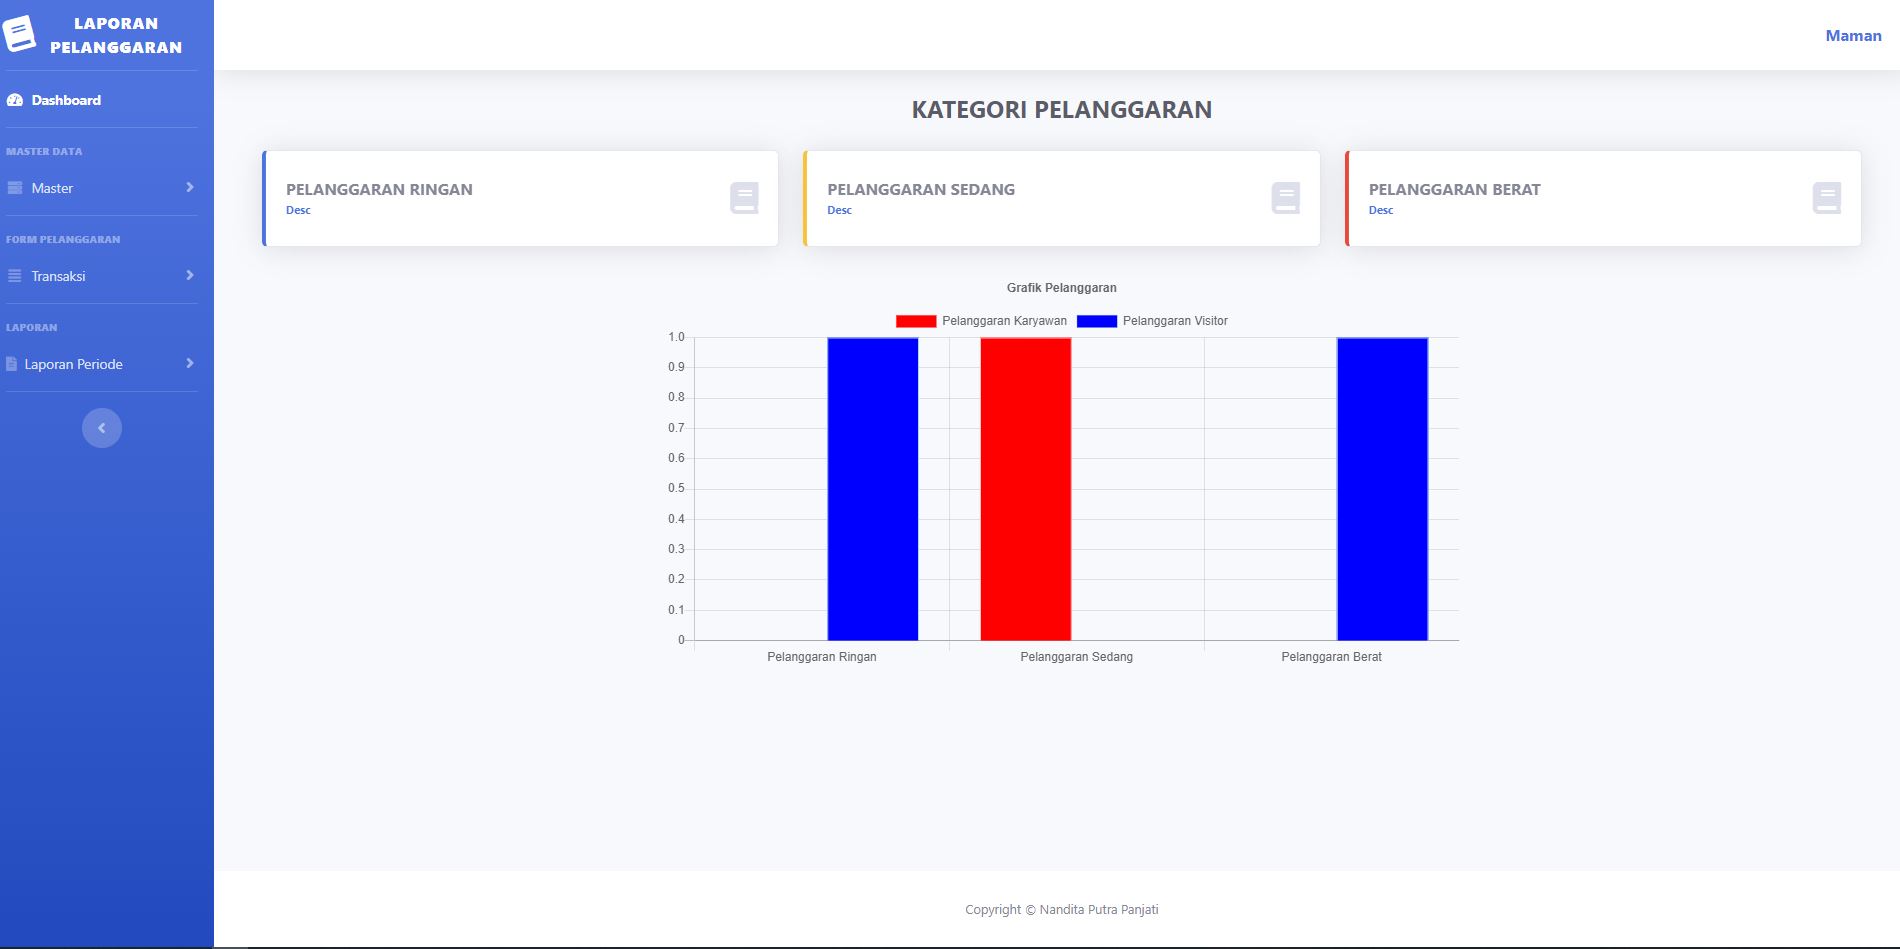 LAPORAN
PELANGGARAN
Maman
Dashboard
MASTER DATA
Master
FORM PELANGGARAN
Transaksi
LAPORAN
Laporan Periode
KATEGORI PELANGGARAN
PELANGGARAN RINGAN
Desc
PELANGGARAN SEDANG
Desc
PELANGGARAN BERAT
Desc
Grafik Pelanggaran
Pelanggaran Karyawan
Pelanggaran Visitor
1.0
0.9
0.8
0.7
0.6
0.5
0.4
0.3
0.2
0.1
0
Pelanggaran Ringan
Pelanggaran Sedang
Pelanggaran Berat
Copyright © Nandita Putra Panjati